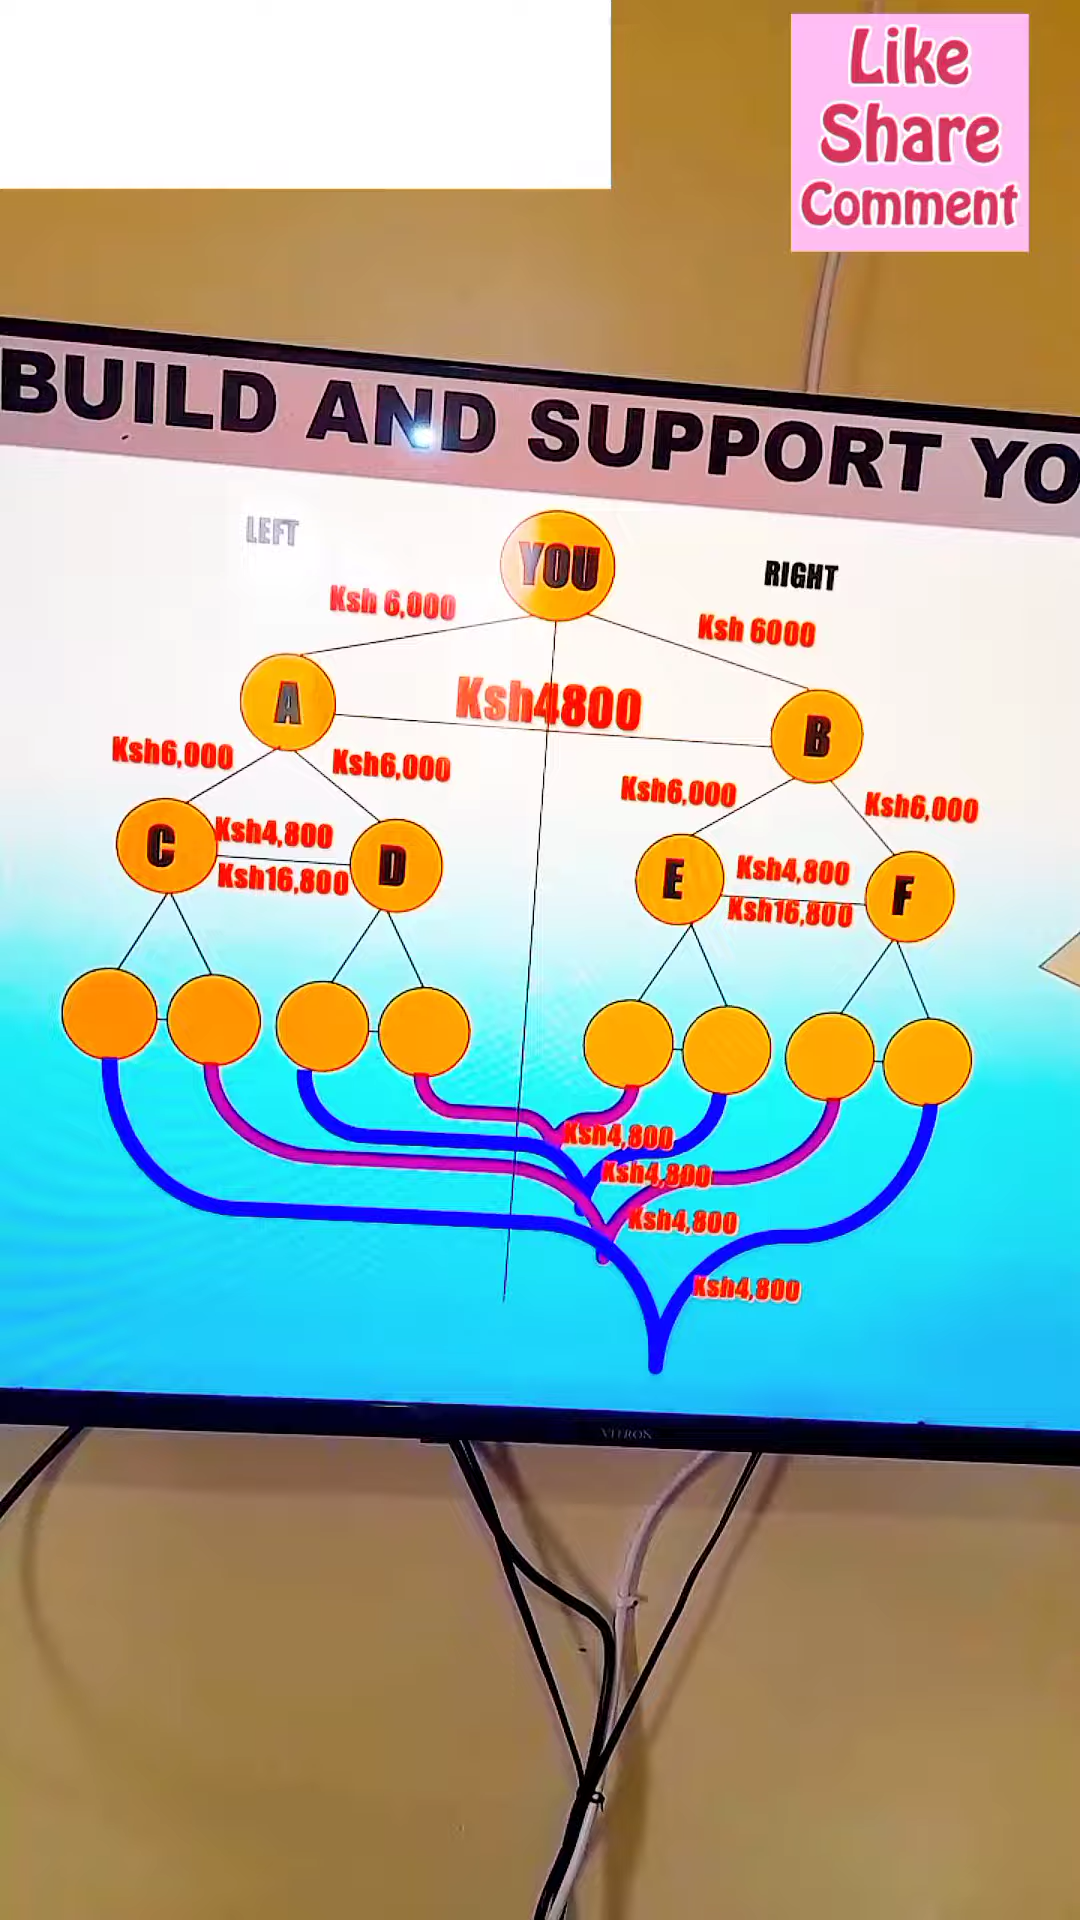 Like
Share
Comment
BUILD AND SUPPORT YO
LEFT
YOU
RIGHT
Ksh 6,000
Ksh 6000
A
Ksh4800
B
Ksh6,000
Ksh6,000
Ksh6,000
Ksh6,000
C
Ksh4,800
D
Ksh16,800
E
Ksh4,800
F
Ksh16,800
Ksh4,800
Ksh4,800
Ksh4,800
Ksh4,800
VITRON